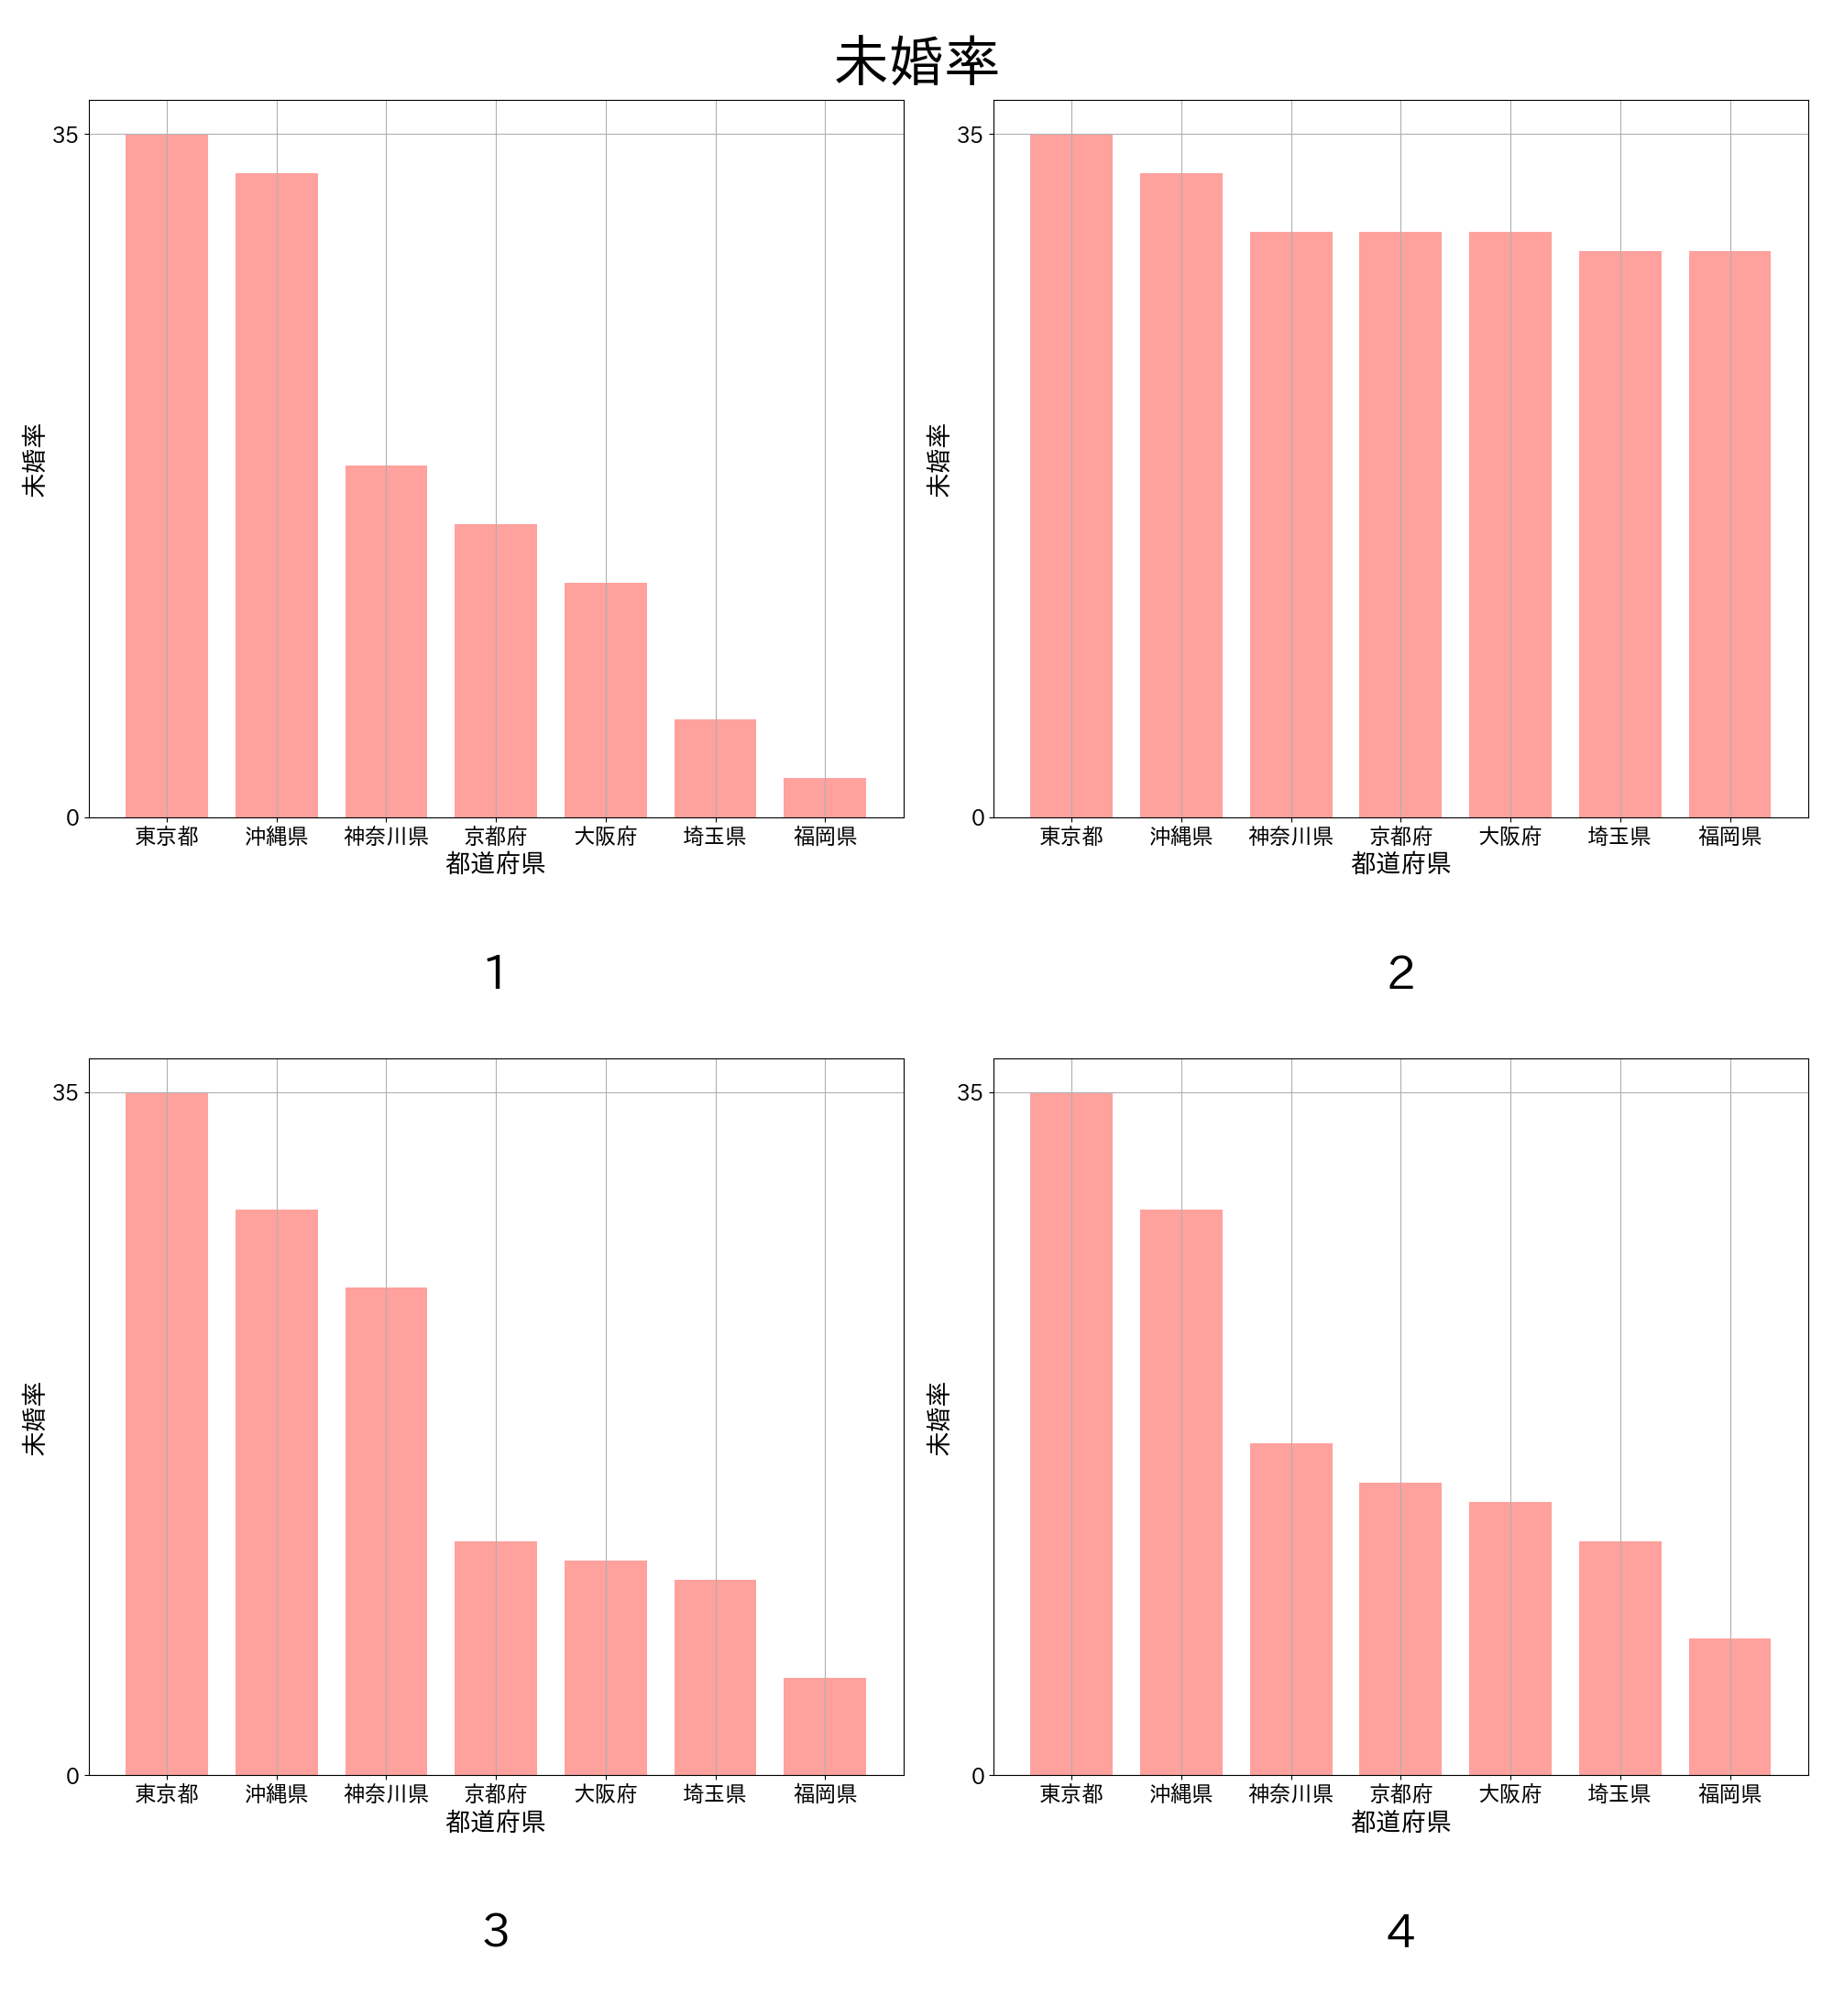 未婚率
35
0
未婚率
東京都 沖縄県 神奈川県 京都府 大阪府 埼玉県 福岡県
都道府県
1
35
0
未婚率
東京都 沖縄県 神奈川県 京都府 大阪府 埼玉県 福岡県
都道府県
2
35
0
未婚率
東京都 沖縄県 神奈川県 京都府 大阪府 埼玉県 福岡県
都道府県
3
35
0
未婚率
東京都 沖縄県 神奈川県 京都府 大阪府 埼玉県 福岡県
都道府県
4